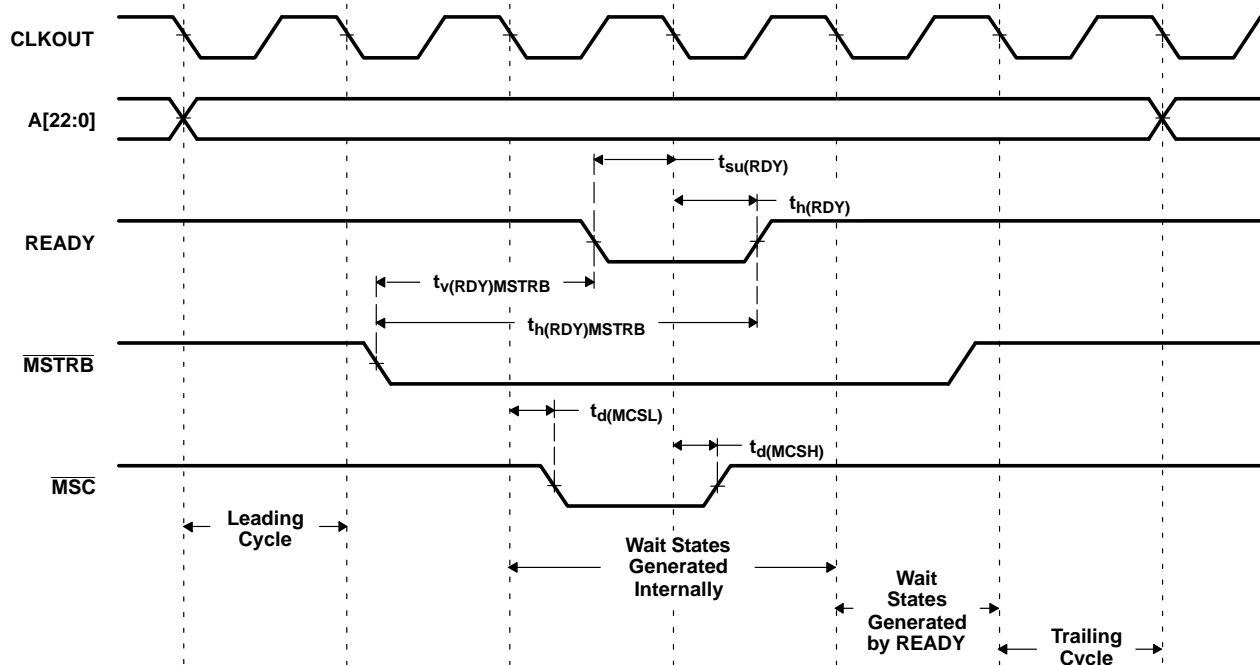 CLKOUT
A[22:0]
tsu(RDY)
th(RDY)
READY
tv(RDY)MSTRB
th(RDY)MSTRB
MSTRB
td(MCSL)
td(MCSH)
MSC
Leading
Cycle
Wait States
Generated
Internally
Wait
States
Generated
by READY
Trailing
Cycle